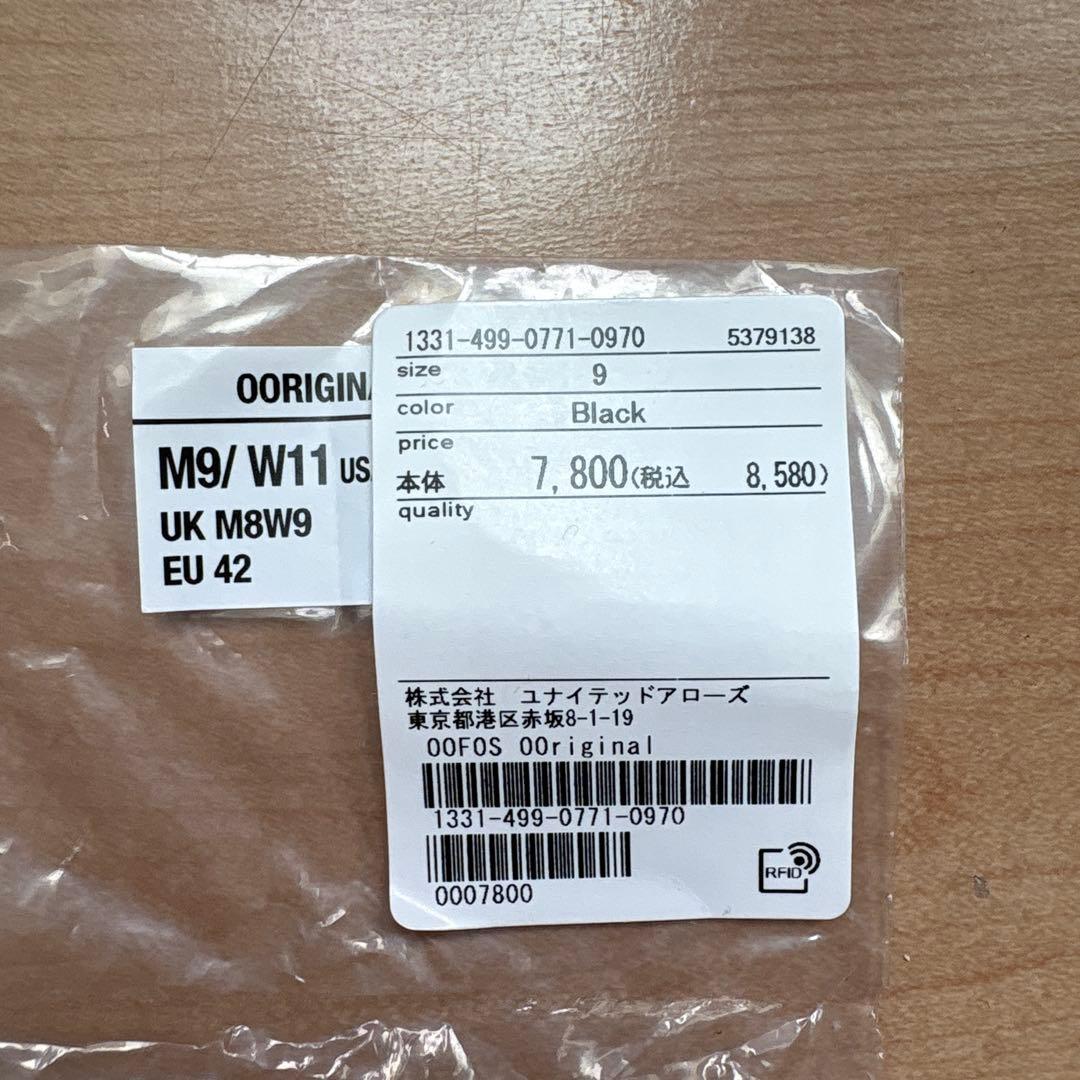 OORIGINA
M9/ W11 US
UK M8W9
EU 42
1331-499-0771-0970 5379138
size 9
color Black
price
本体 7,800(税込 8,580)
quality
株式会社 ユナイテッドアローズ
東京都港区赤坂8-1-19
OOFOS OOriginal
1331-499-0771-0970
0007800
RFID